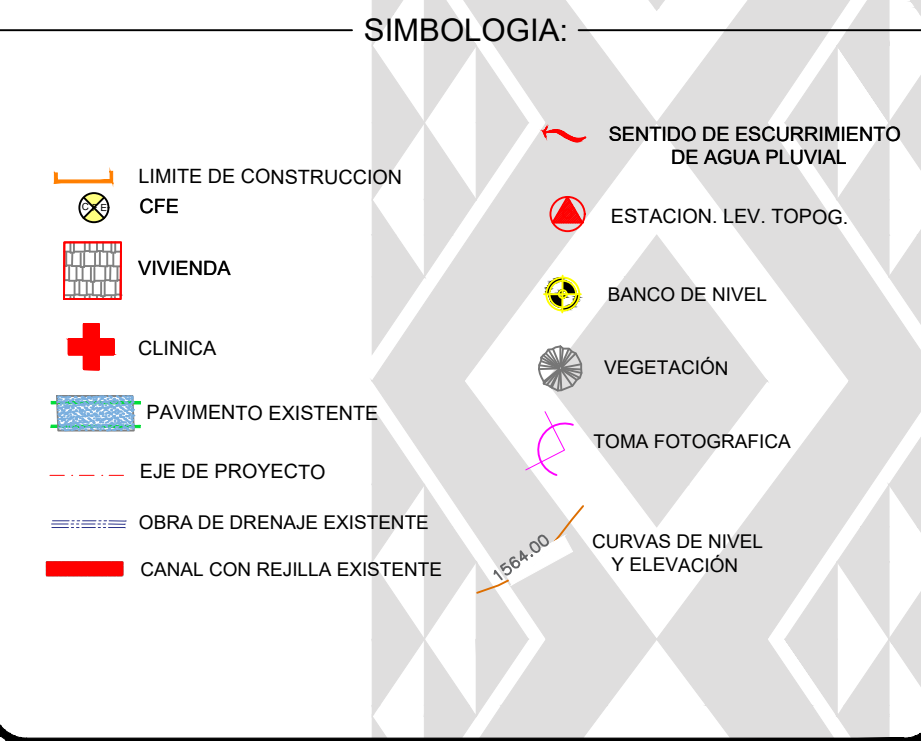 SIMBOLOGIA:
LIMITE DE CONSTRUCCION
CFE
CFE
VIVIENDA
CLINICA
PAVIMENTO EXISTENTE
EJE DE PROYECTO
OBRA DE DRENAJE EXISTENTE
CANAL CON REJILLA EXISTENTE
SENTIDO DE ESCURRIMIENTO
DE AGUA PLUVIAL
ESTACION. LEV. TOPOG.
BANCO DE NIVEL
VEGETACIÓN
TOMA FOTOGRAFICA
1564.00
CURVAS DE NIVEL
Y ELEVACIÓN